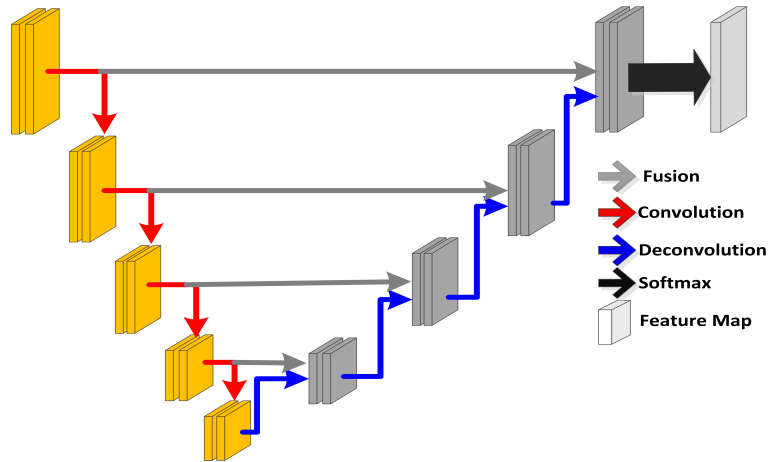 Fusion
Convolution
Deconvolution
Softmax
Feature Map